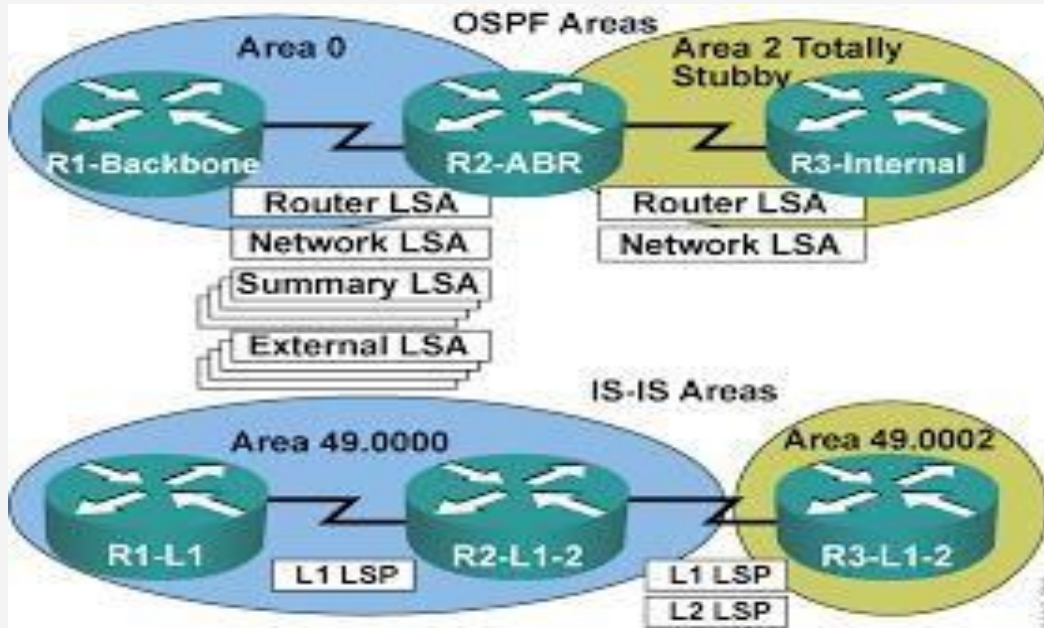 OSPF Areas
Area 0
Area 2 Totally
Stubby
R1-Backbone
R2-ABR
R3-Internal
Router LSA
Router LSA
Network LSA
Network LSA
Summary LSA
External LSA
IS-IS Areas
Area 49.0000
Area 49.0002
R1-L1
R2-L1-2
R3-L1-2
L1 LSP
L1 LSP
L2 LSP